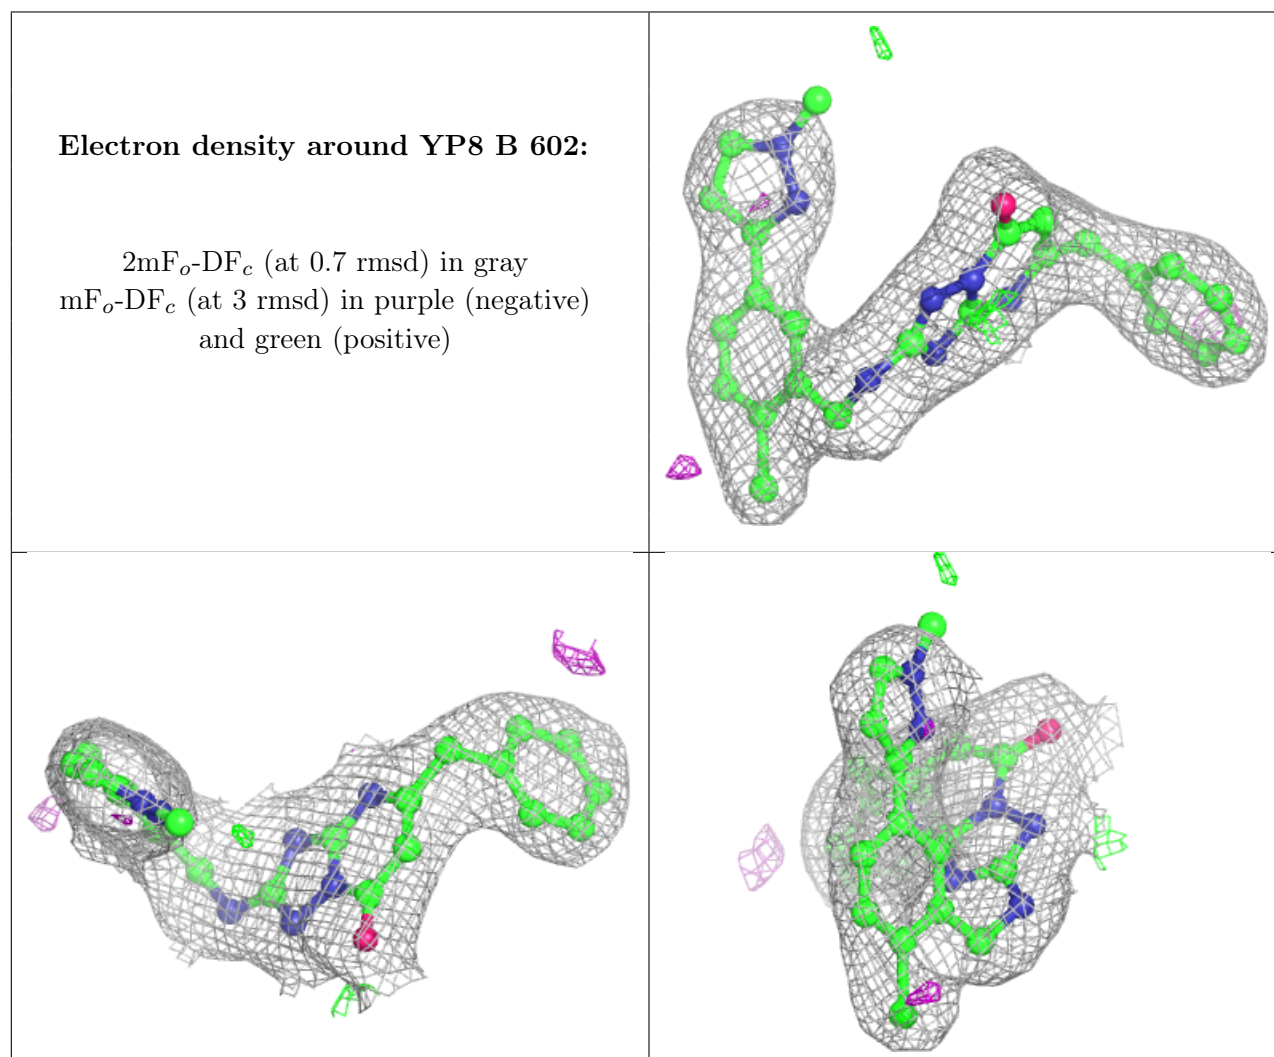 Electron density around YP8 B 602:
2mFo-DFc (at 0.7 rmsd) in gray
mFo-DFc (at 3 rmsd) in purple (negative)
and green (positive)